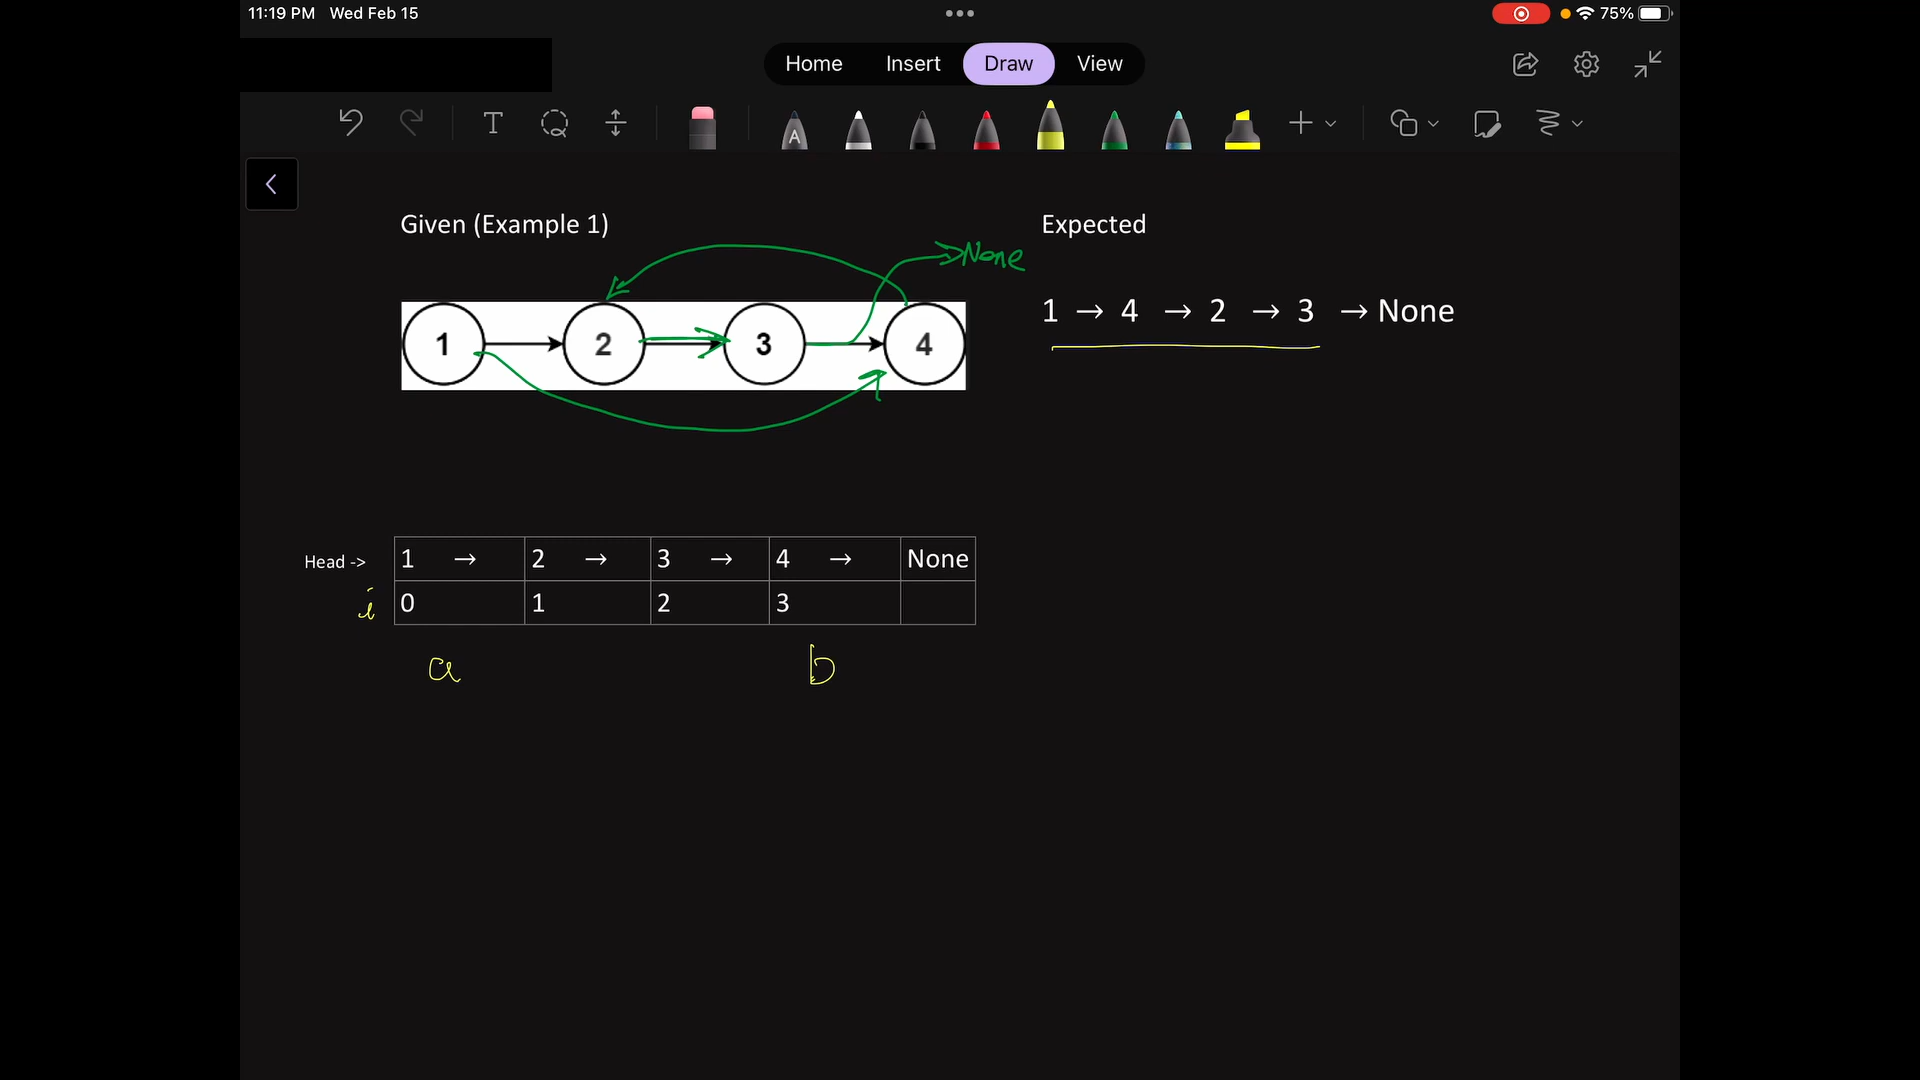 11:19 PM Wed Feb 15 75%
Home Insert Draw View
T A
Given (Example 1) Expected
None
1 2 3 4
1 → 4 → 2 → 3 → None
Head -> 1 → 2 → 3 → 4 → None
i 0 1 2 3
a b